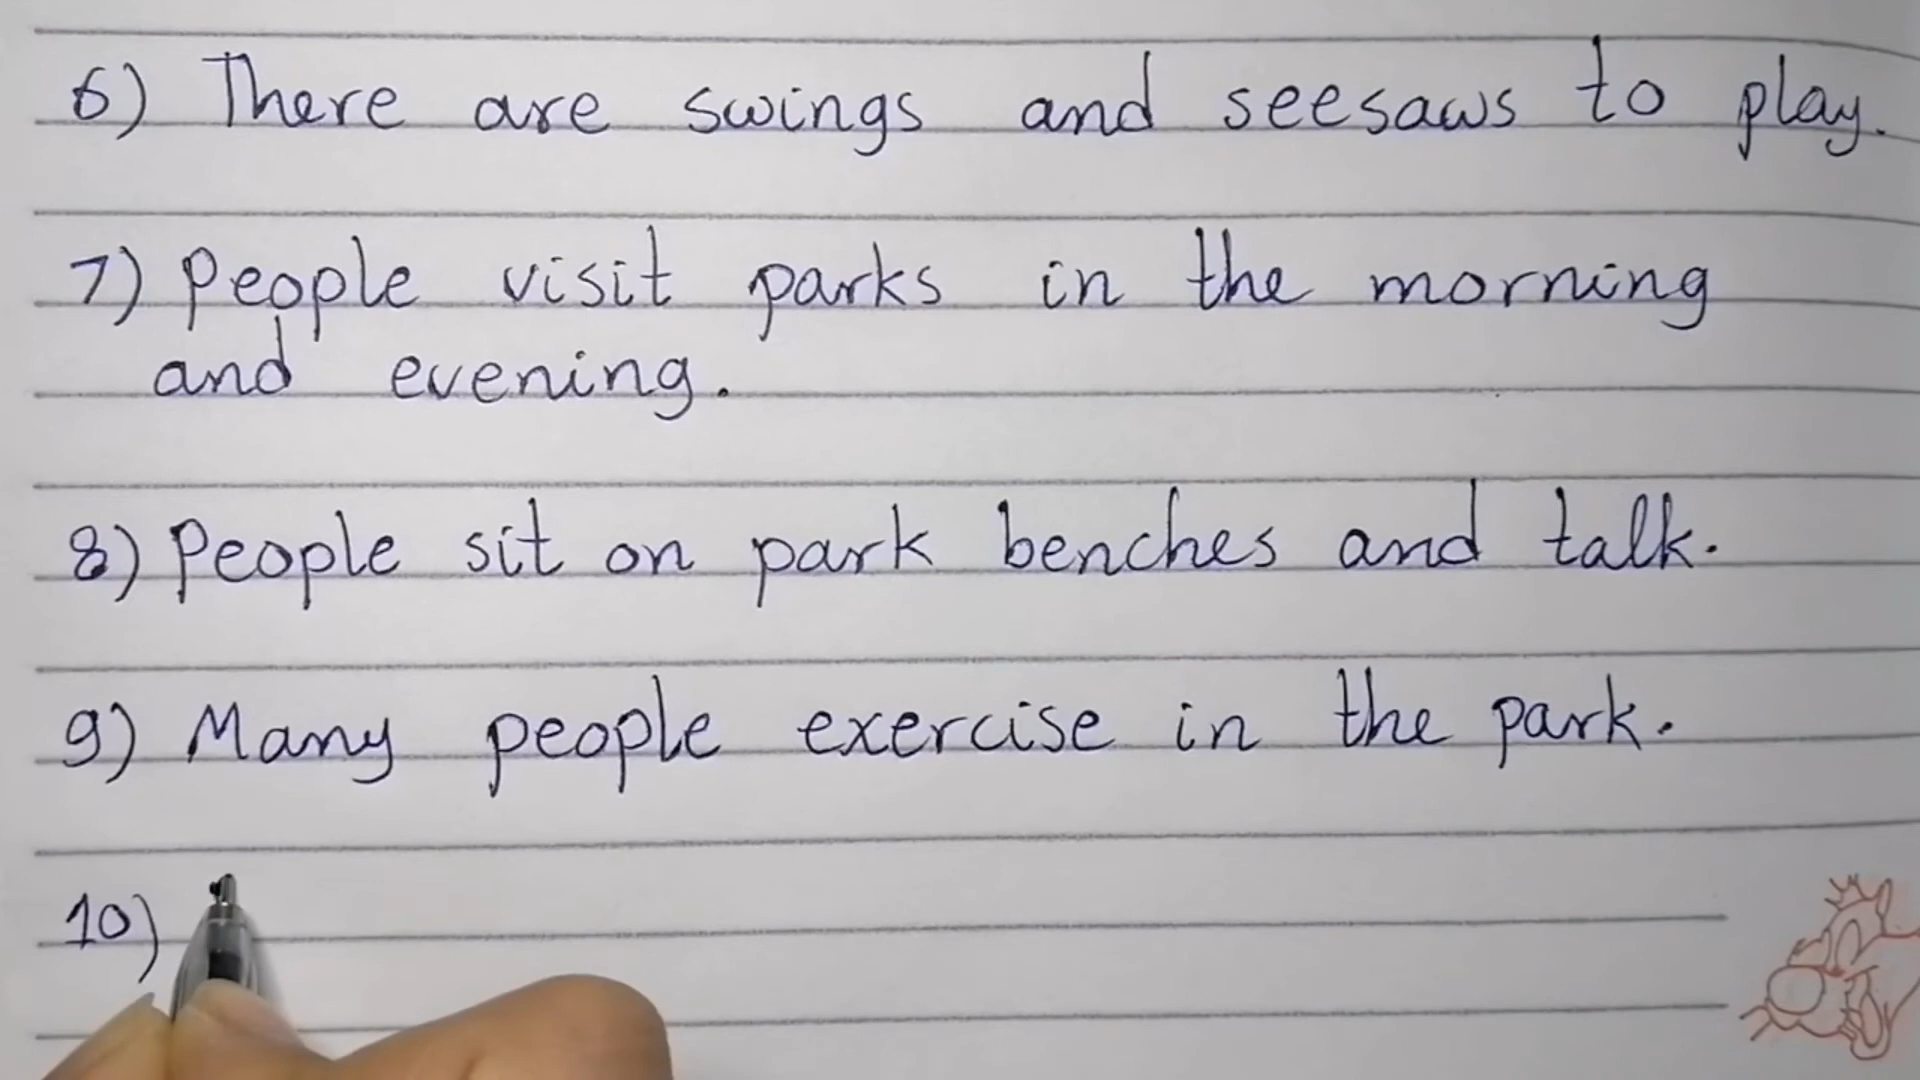 6) There are swings and seesaws to play.
7) People visit parks in the morning
and evening.
8) People sit on park benches and talk.
9) Many people exercise in the park.
10)